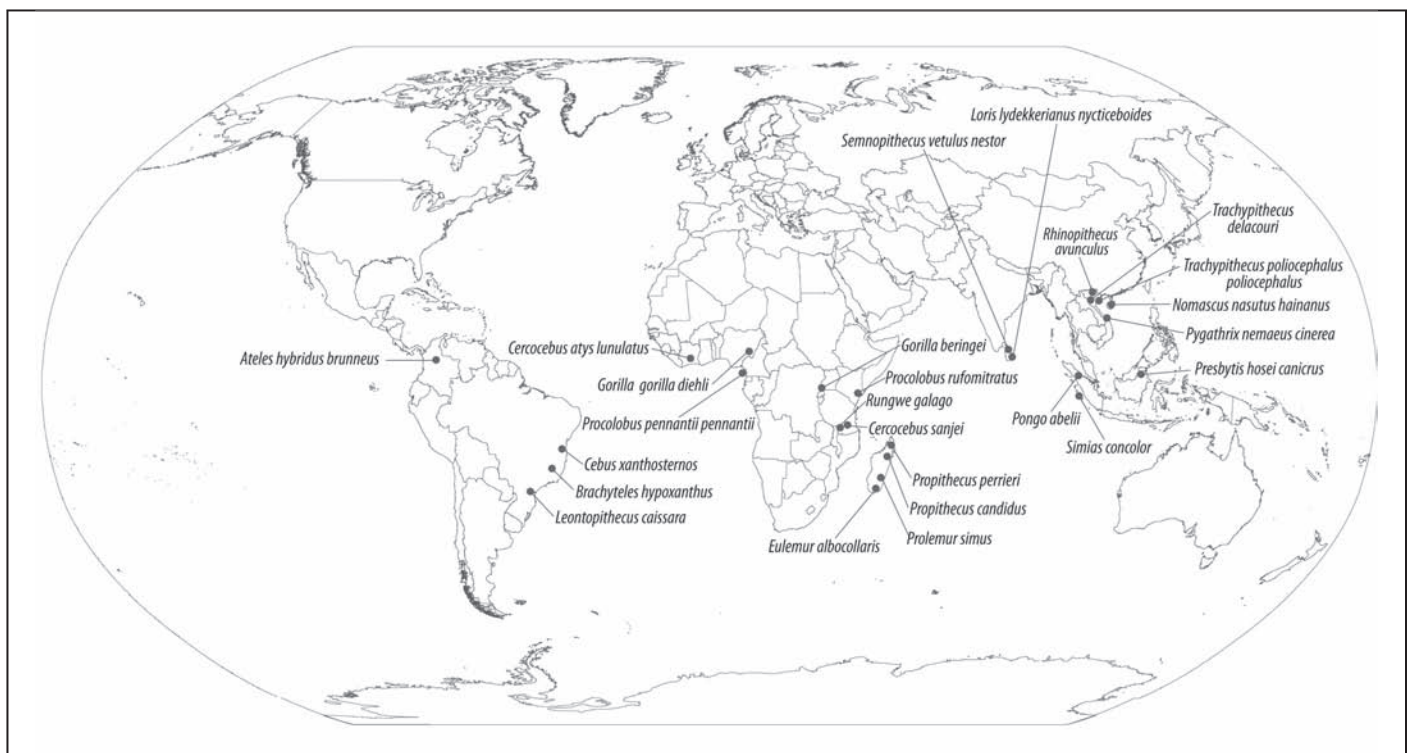 Loris lydekkerianus nycticeboides
Semnopithecus vetulus nestor
Trachypithecus
delacouri
Rhinopithecus
avunculus
Trachypithecus poliocephalus
poliocephalus
Nomascus nasutus hainanus
Pygathrix nemaeus cinerea
Ateles hybridus brunneus
Cercocebus atys lunulatus
Gorilla beringei
Presbytis hosei canicrus
Gorilla gorilla diehli
Procolobus rufomitratus
Rungwe galago
Procolobus pennantii pennantii
Pongo abelii
Cercocebus sanjei
Simias concolor
Cebus xanthosternos
Propithecus perrieri
Brachyteles hypoxanthus
Propithecus candidus
Leontopithecus caissara
Prolemur simus
Eulemur albocollaris